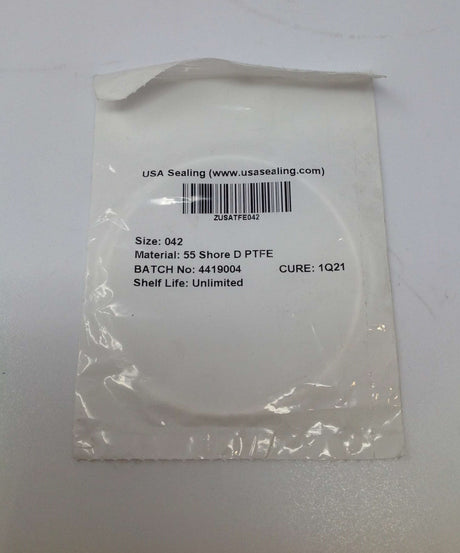 USA Sealing (www.usasealing.com)
ZUSATFE042
Size: 042
Material: 55 Shore D PTFE
BATCH No: 4419004 CURE: 1Q21
Shelf Life: Unlimited